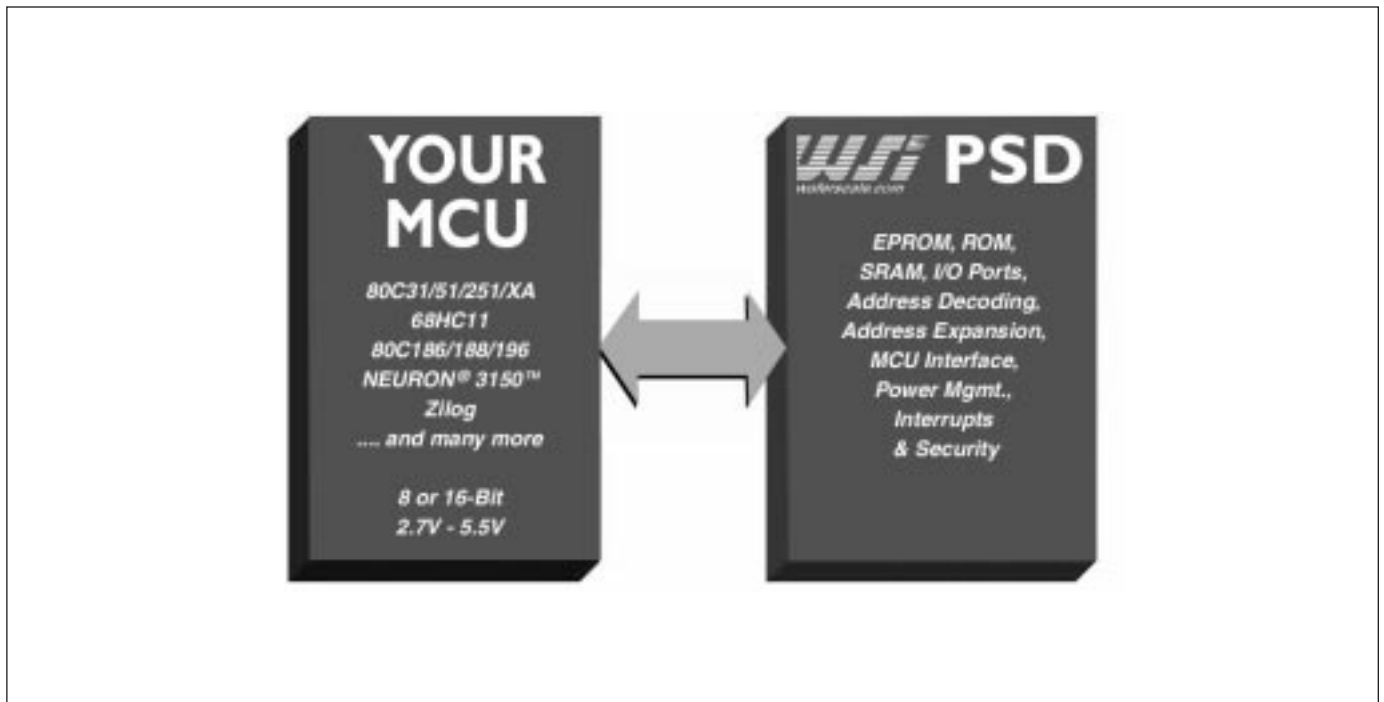 YOUR
MCU
80C31/51/251/XA
68HC11
80C186/188/196
NEURON® 3150™
Zilog
.... and many more
8 or 16-Bit
2.7V - 5.5V
WSi PSD
waferscale.com
EPROM, ROM,
SRAM, I/O Ports,
Address Decoding,
Address Expansion,
MCU Interface,
Power Mgmt.,
Interrupts
& Security